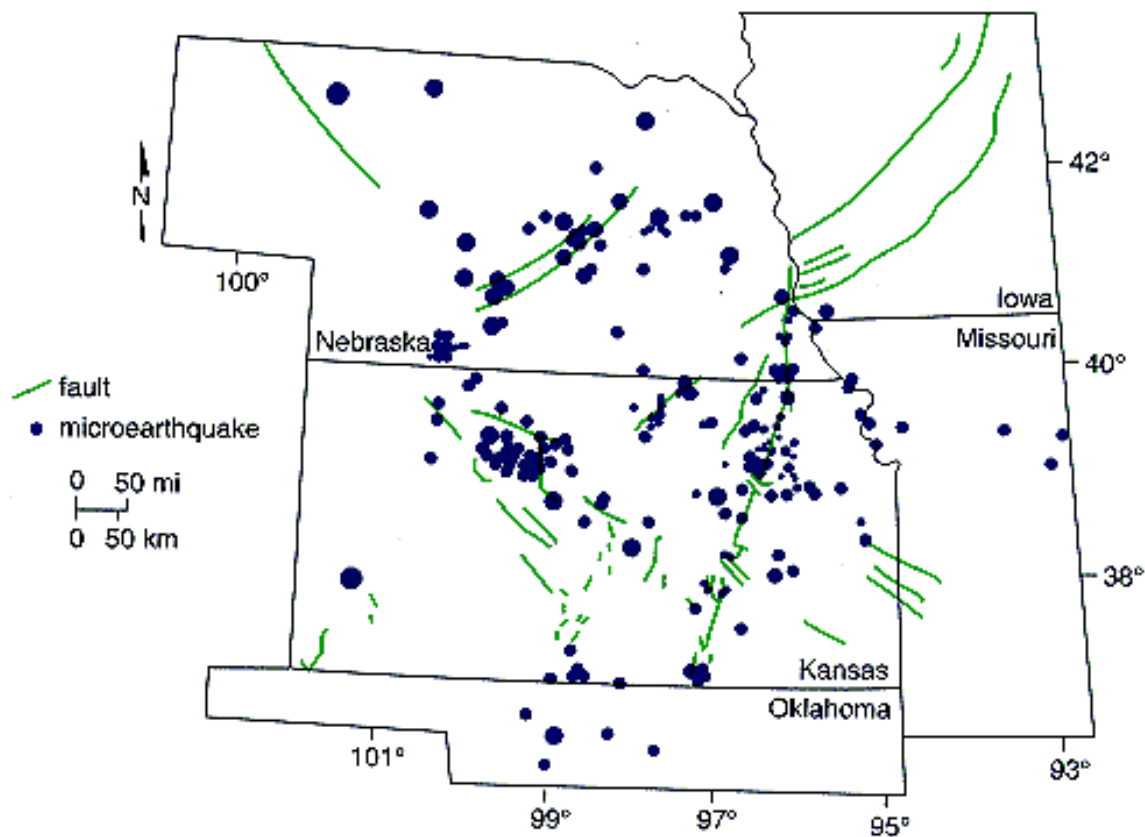 42°
N
100°
Iowa
Nebraska
Missouri
40°
fault
microearthquake
0 50 mi
0 50 km
38°
Kansas
Oklahoma
101°
93°
99°
97°
95°